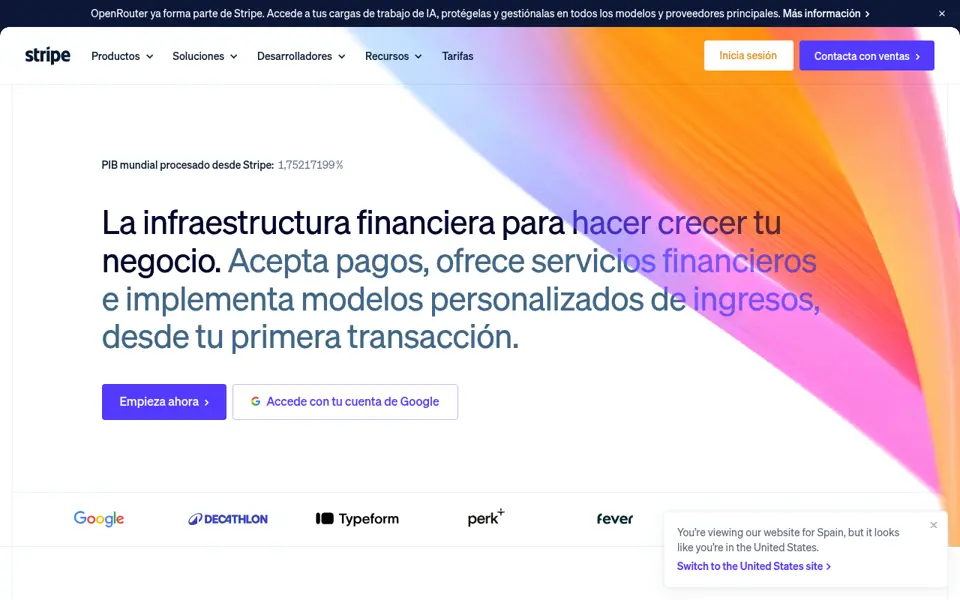 OpenRouter ya forma parte de Stripe. Accede a tus cargas de trabajo de IA, protégelas y gestiónalas en todos los modelos y proveedores principales. Más información
stripe Productos Soluciones Desarrolladores Recursos Tarifas Inicia sesión Contacta con ventas
PIB mundial procesado desde Stripe: 1,75217199 %
La infraestructura financiera para hacer crecer tu
negocio. Acepta pagos, ofrece servicios financieros
e implementa modelos personalizados de ingresos,
desde tu primera transacción.
Empieza ahora Accede con tu cuenta de Google
Google DECATHLON Typeform perk fever
You're viewing our website for Spain, but it looks
like you're in the United States.
Switch to the United States site